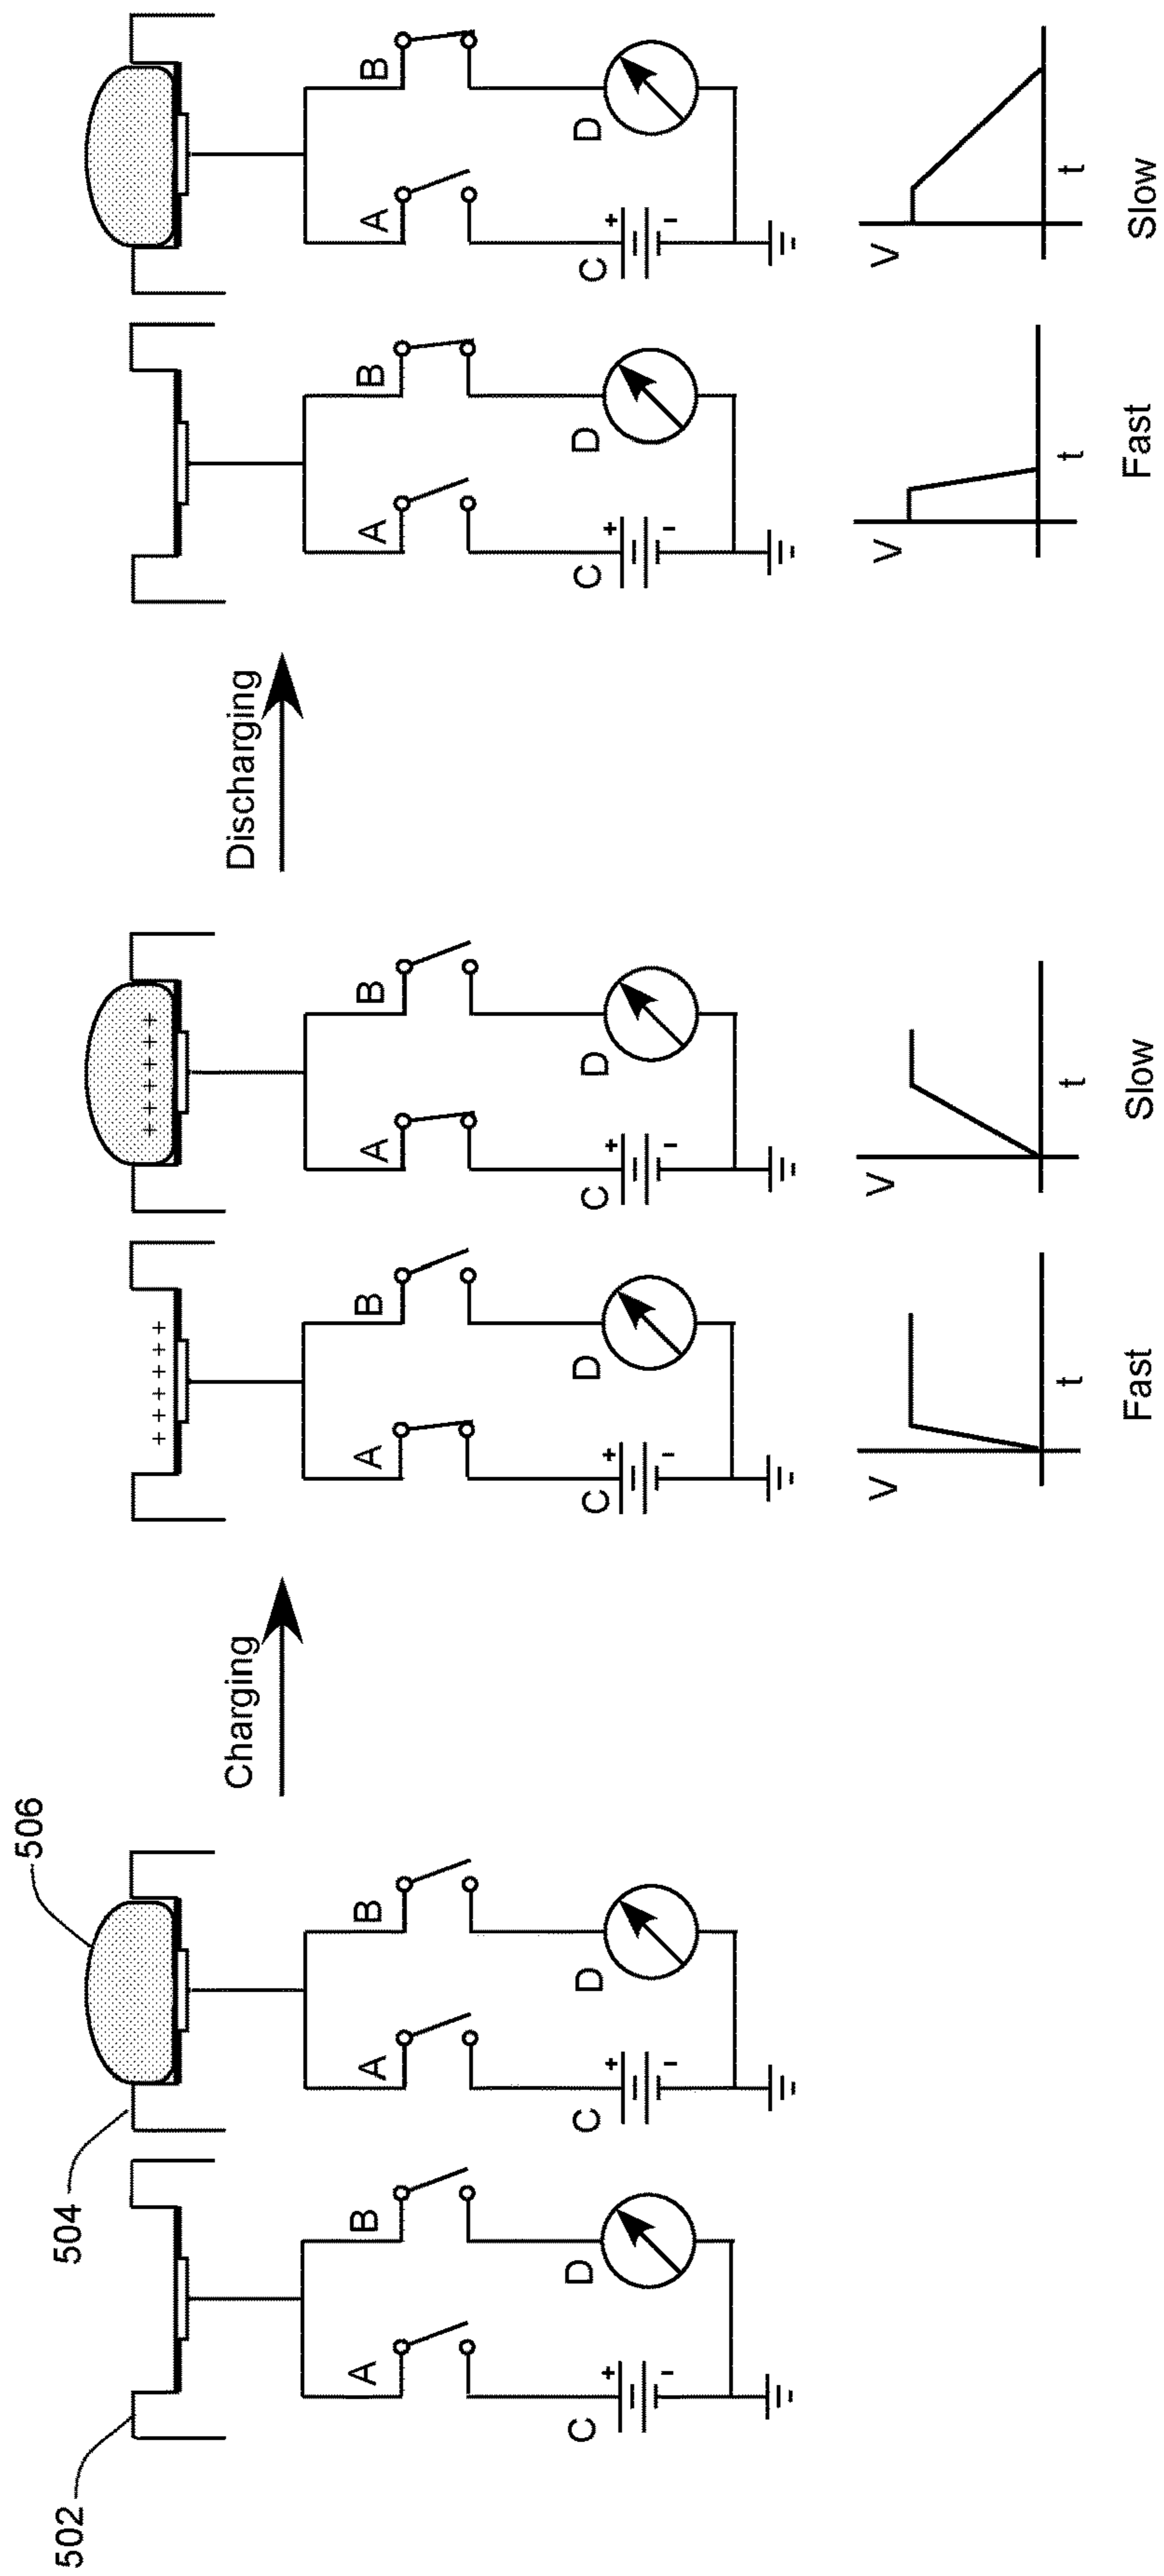 506
502
504
+ + + + + +
+ + + + + +
Charging
Discharging
A B
A B
A B
A B
A B
A B
C D
C D
C D
C D
C D
C D
+
+
+
+
+
+
-
-
-
-
-
-
V
V
V
V
t
t
t
t
Fast
Slow
Fast
Slow